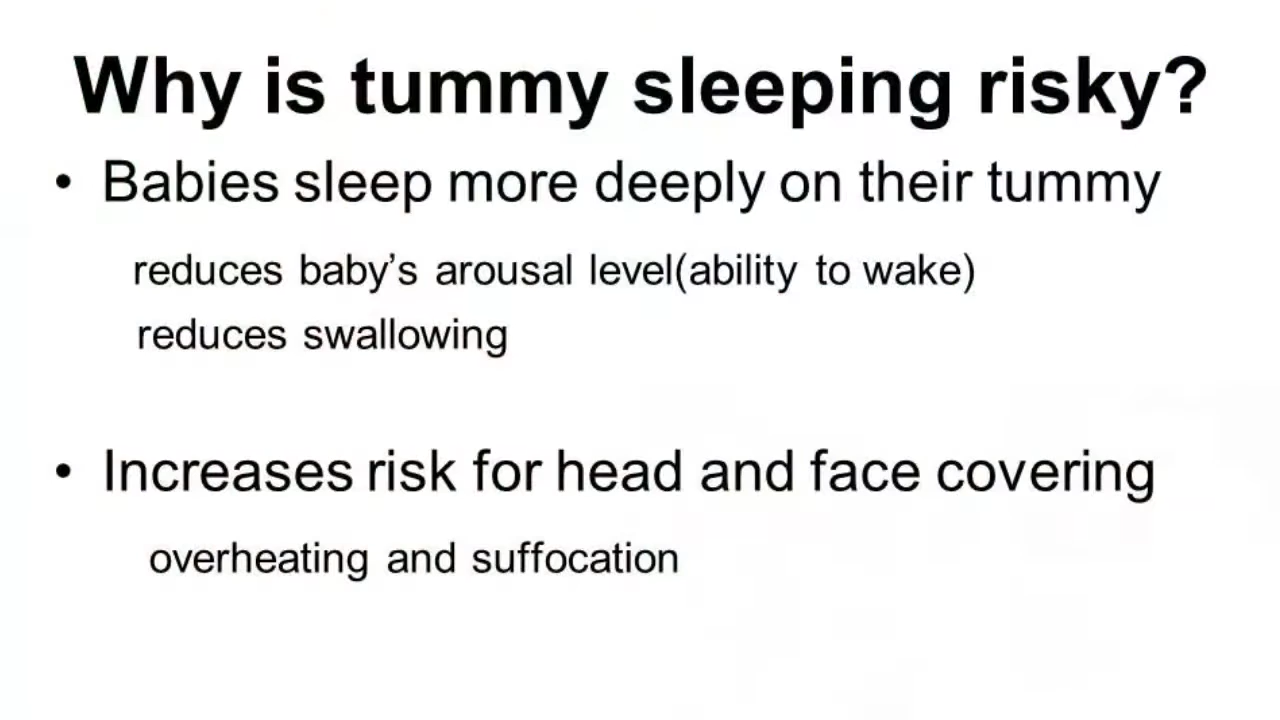 Why is tummy sleeping risky?
• Babies sleep more deeply on their tummy
reduces baby’s arousal level(ability to wake)
reduces swallowing
• Increases risk for head and face covering
overheating and suffocation